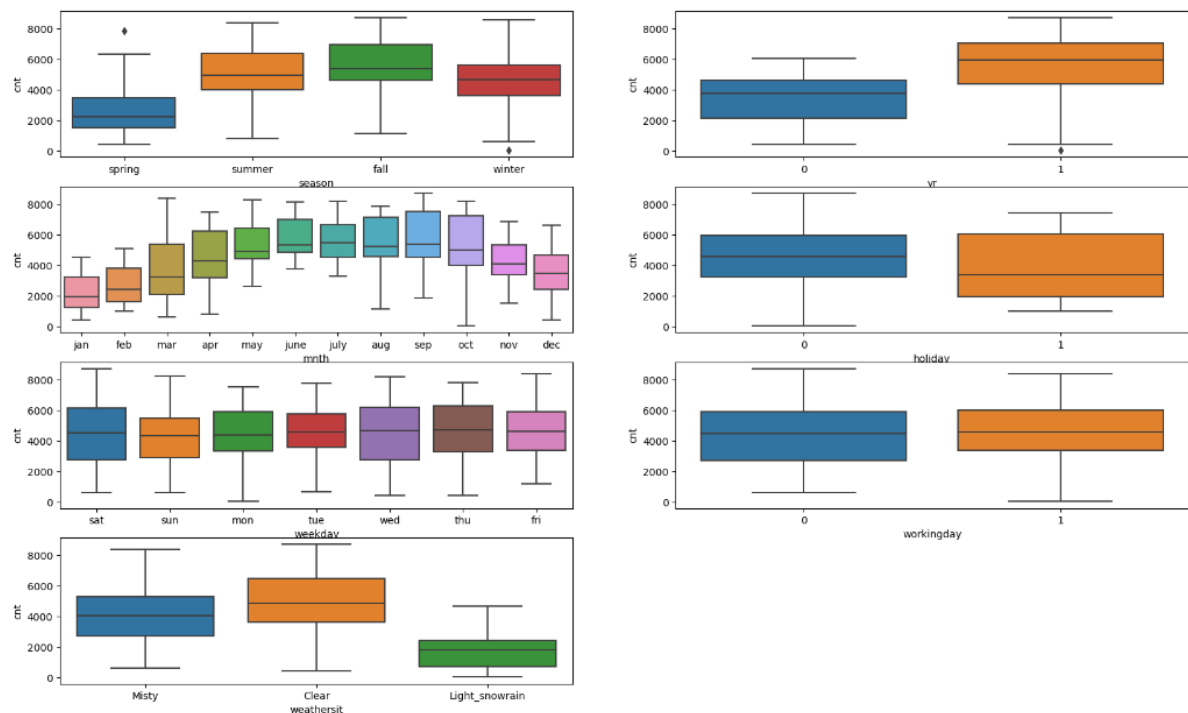 8000
6000
4000
2000
0
cnt
spring summer fall winter
season
8000
6000
4000
2000
0
cnt
0 1
yr
8000
6000
4000
2000
0
cnt
jan feb mar apr may june july aug sep oct nov dec
mnth
8000
6000
4000
2000
0
cnt
0 1
holiday
8000
6000
4000
2000
0
cnt
sat sun mon tue wed thu fri
weekday
8000
6000
4000
2000
0
cnt
0 1
workingday
8000
6000
4000
2000
0
cnt
Misty Clear Light_snowrain
weathersit